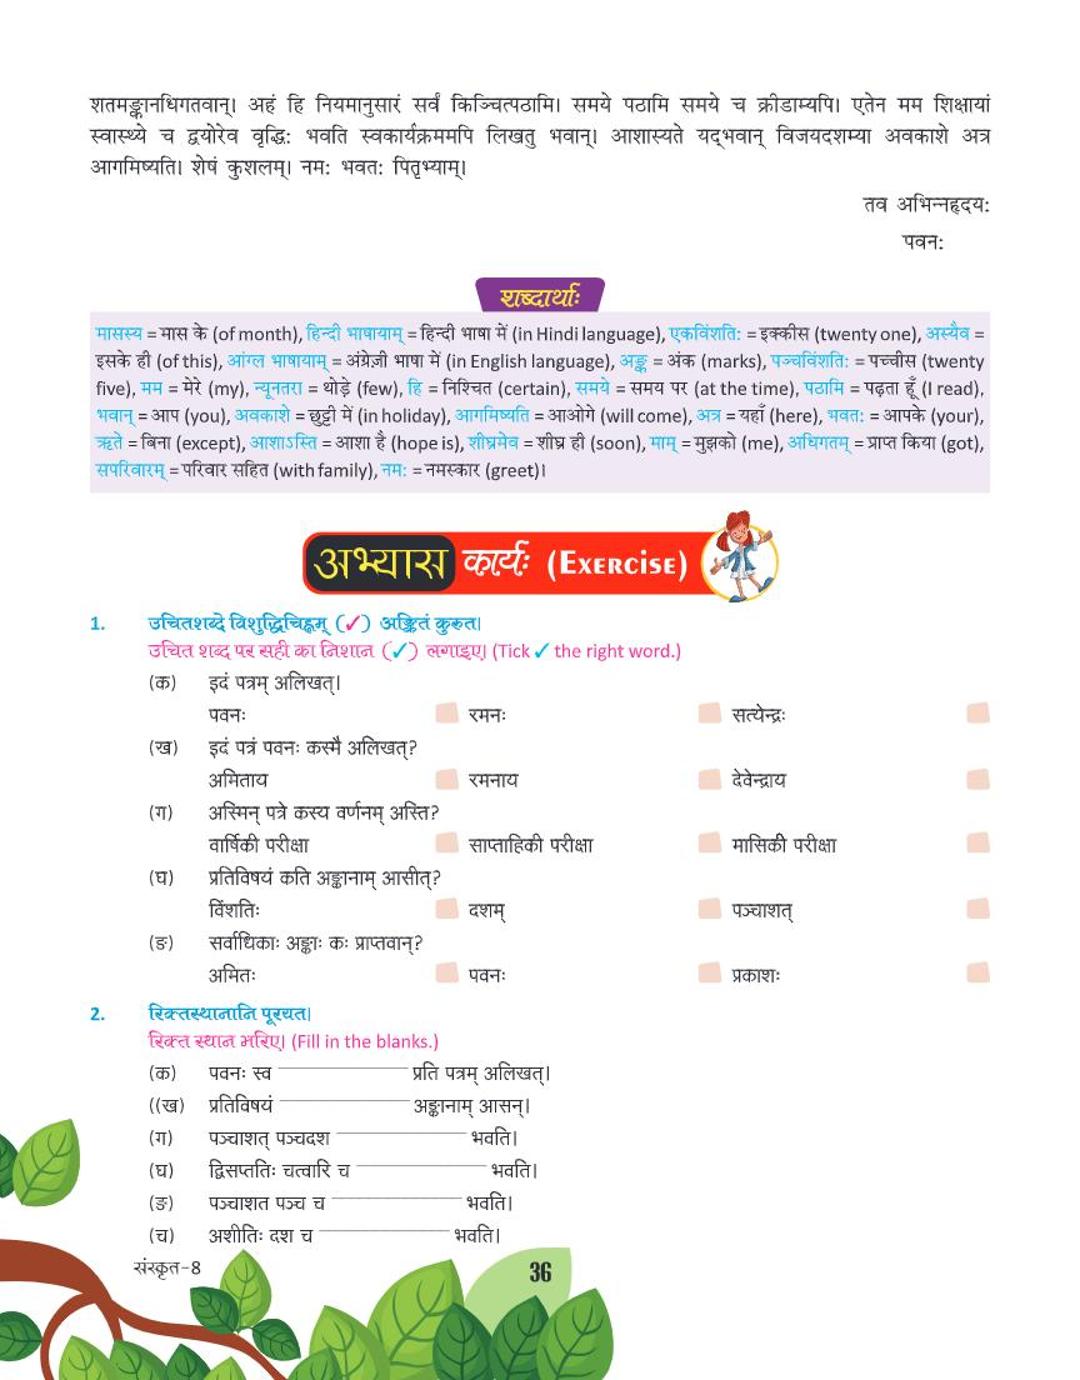 शतमङ्कानधिगतवान्। अहं हि नियमानुसारं सर्वं किञ्चित्पठामि। समये पठामि समये च क्रीडाम्यपि। एतेन मम शिक्षायां
स्वास्थ्ये च द्वयोरेव वृद्धि: भवति स्वकार्यक्रममपि लिखतु भवान्। आशास्यते यद्भवान् विजयदशम्या अवकाशे अत्र
आगमिष्यति। शेषं कुशलम्। नम: भवत: पितृभ्याम्।
तव अभिन्नहृदय:
पवन:
शब्दार्थाः
मासस्य = मास के (of month), हिन्दी भाषायाम् = हिन्दी भाषा में (in Hindi language), एकविंशति: = इक्कीस (twenty one), अस्यैव =
इसके ही (of this), आंग्ल भाषायाम् = अंग्रेज़ी भाषा में (in English language), अङ्क = अंक (marks), पञ्चविंशति: = पच्चीस (twenty
five), मम = मेरे (my), न्यूनतरा = थोड़े (few), हि = निश्चित (certain), समये = समय पर (at the time), पठामि = पढ़ता हूँ (I read),
भवान् = आप (you), अवकाशे = छुट्टी में (in holiday), आगमिष्यति = आओगे (will come), अत्र = यहाँ (here), भवत: = आपके (your),
ऋते = बिना (except), आशाऽस्ति = आशा है (hope is), शीघ्रमेव = शीघ्र ही (soon), माम् = मुझको (me), अधिगतम् = प्राप्त किया (got),
सपरिवारम् = परिवार सहित (with family), नम: = नमस्कार (greet)।
अभ्यास कार्यः (Exercise)
1. उचितशब्दे विशुद्धिचिह्नम् (✓) अङ्कितं कुरुत।
उचित शब्द पर सही का निशान (✓) लगाइए। (Tick ✓ the right word.)
(क) इदं पत्रम् अलिखत्।
पवनः रमनः सत्येन्द्रः
(ख) इदं पत्रं पवनः कस्मै अलिखत्?
अमिताय रमनाय देवेन्द्राय
(ग) अस्मिन् पत्रे कस्य वर्णनम् अस्ति?
वार्षिकी परीक्षा साप्ताहिकी परीक्षा मासिकी परीक्षा
(घ) प्रतिविषयं कति अङ्कानाम् आसीत्?
विंशतिः दशम् पञ्चाशत्
(ङ) सर्वाधिकाः अङ्काः कः प्राप्तवान्?
अमितः पवनः प्रकाशः
2. रिक्तस्थानानि पूरयत।
रिक्त स्थान भरिए। (Fill in the blanks.)
(क) पवनः स्व ____________ प्रति पत्रम् अलिखत्।
((ख) प्रतिविषयं ____________ अङ्कानाम् आसन्।
(ग) पञ्चाशत् पञ्चदश ____________ भवति।
(घ) द्विसप्ततिः चत्वारि च ____________ भवति।
(ङ) पञ्चाशत पञ्च च ____________ भवति।
(च) अशीतिः दश च ____________ भवति।
संस्कृत-8
36